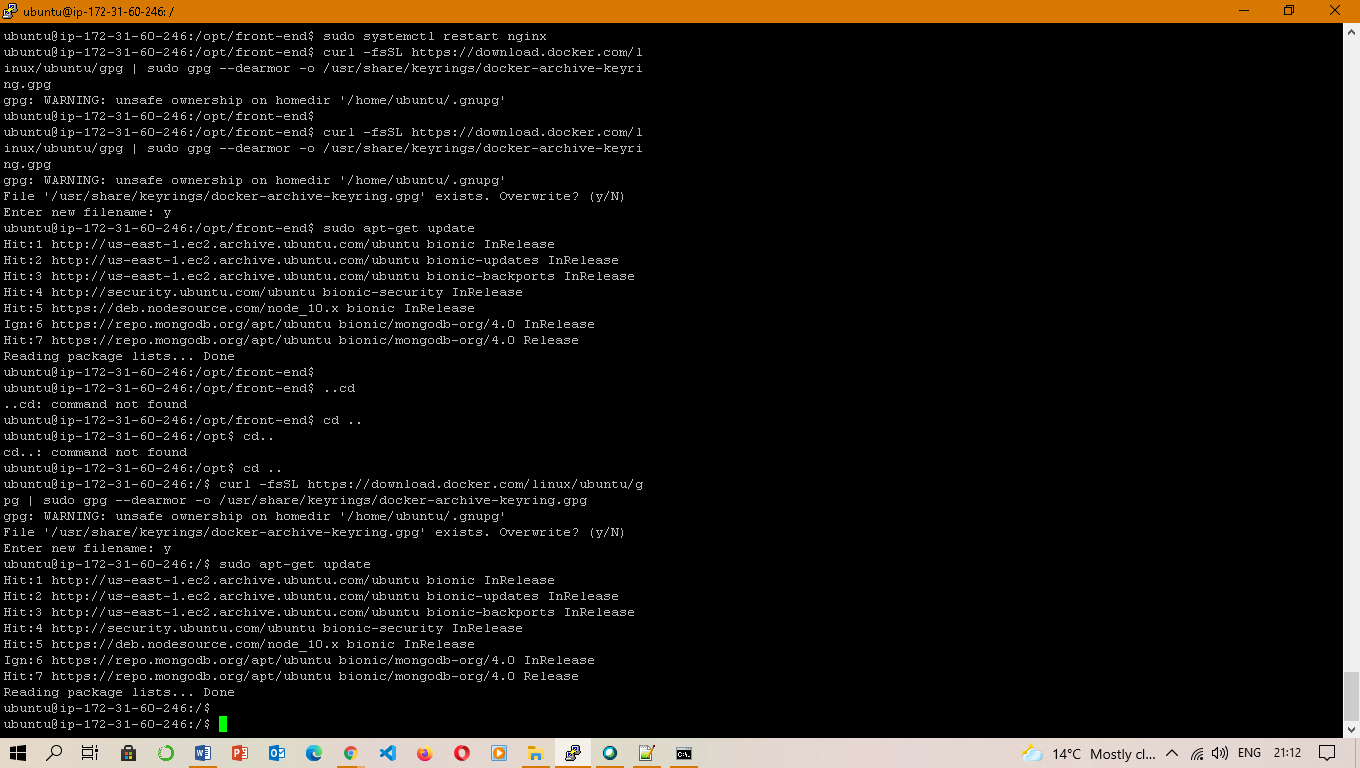 ubuntu@ip-172-31-60-246: /
ubuntu@ip-172-31-60-246:/opt/front-end$ sudo systemctl restart nginx
ubuntu@ip-172-31-60-246:/opt/front-end$ curl -fsSL https://download.docker.com/l
inux/ubuntu/gpg | sudo gpg --dearmor -o /usr/share/keyrings/docker-archive-keyri
ng.gpg
gpg: WARNING: unsafe ownership on homedir '/home/ubuntu/.gnupg'
ubuntu@ip-172-31-60-246:/opt/front-end$
ubuntu@ip-172-31-60-246:/opt/front-end$ curl -fsSL https://download.docker.com/l
inux/ubuntu/gpg | sudo gpg --dearmor -o /usr/share/keyrings/docker-archive-keyri
ng.gpg
gpg: WARNING: unsafe ownership on homedir '/home/ubuntu/.gnupg'
File '/usr/share/keyrings/docker-archive-keyring.gpg' exists. Overwrite? (y/N)
Enter new filename: y
ubuntu@ip-172-31-60-246:/opt/front-end$ sudo apt-get update
Hit:1 http://us-east-1.ec2.archive.ubuntu.com/ubuntu bionic InRelease
Hit:2 http://us-east-1.ec2.archive.ubuntu.com/ubuntu bionic-updates InRelease
Hit:3 http://us-east-1.ec2.archive.ubuntu.com/ubuntu bionic-backports InRelease
Hit:4 http://security.ubuntu.com/ubuntu bionic-security InRelease
Hit:5 https://deb.nodesource.com/node_10.x bionic InRelease
Ign:6 https://repo.mongodb.org/apt/ubuntu bionic/mongodb-org/4.0 InRelease
Hit:7 https://repo.mongodb.org/apt/ubuntu bionic/mongodb-org/4.0 Release
Reading package lists... Done
ubuntu@ip-172-31-60-246:/opt/front-end$
ubuntu@ip-172-31-60-246:/opt/front-end$ ..cd
..cd: command not found
ubuntu@ip-172-31-60-246:/opt/front-end$ cd ..
ubuntu@ip-172-31-60-246:/opt$ cd..
cd..: command not found
ubuntu@ip-172-31-60-246:/opt$ cd ..
ubuntu@ip-172-31-60-246:/$ curl -fsSL https://download.docker.com/linux/ubuntu/g
pg | sudo gpg --dearmor -o /usr/share/keyrings/docker-archive-keyring.gpg
gpg: WARNING: unsafe ownership on homedir '/home/ubuntu/.gnupg'
File '/usr/share/keyrings/docker-archive-keyring.gpg' exists. Overwrite? (y/N)
Enter new filename: y
ubuntu@ip-172-31-60-246:/$ sudo apt-get update
Hit:1 http://us-east-1.ec2.archive.ubuntu.com/ubuntu bionic InRelease
Hit:2 http://us-east-1.ec2.archive.ubuntu.com/ubuntu bionic-updates InRelease
Hit:3 http://us-east-1.ec2.archive.ubuntu.com/ubuntu bionic-backports InRelease
Hit:4 http://security.ubuntu.com/ubuntu bionic-security InRelease
Hit:5 https://deb.nodesource.com/node_10.x bionic InRelease
Ign:6 https://repo.mongodb.org/apt/ubuntu bionic/mongodb-org/4.0 InRelease
Hit:7 https://repo.mongodb.org/apt/ubuntu bionic/mongodb-org/4.0 Release
Reading package lists... Done
ubuntu@ip-172-31-60-246:/$
ubuntu@ip-172-31-60-246:/$
14°C Mostly cl... ENG 21:12